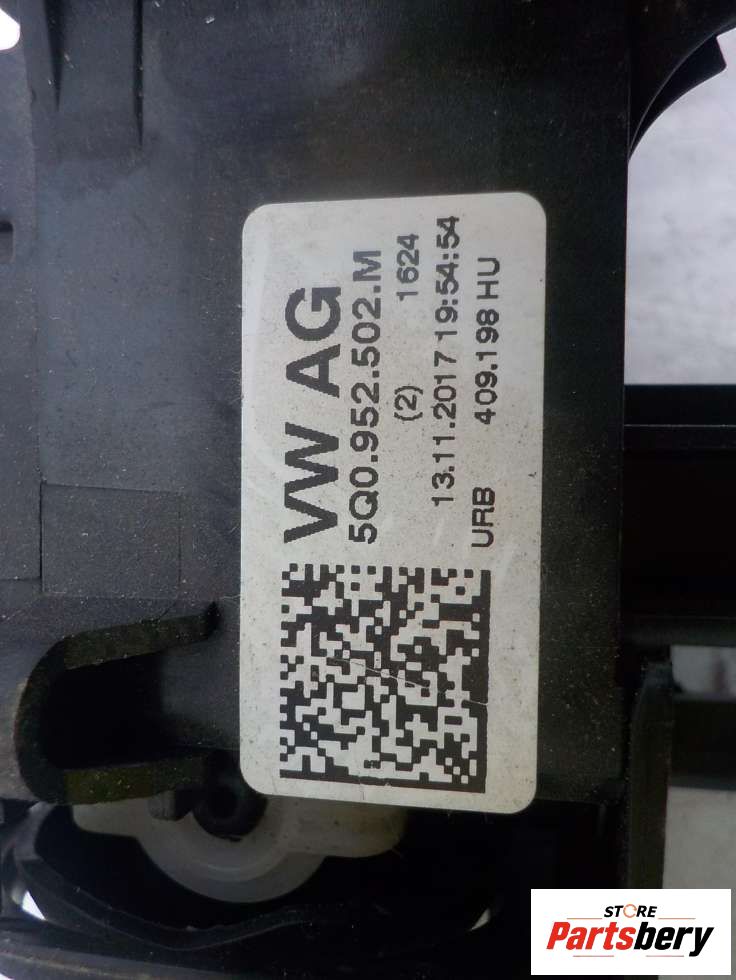 VW AG
5Q0.952.502.M
(2) 1624
13.11.2017 19:54:54
URB 409.198 HU
STORE
Partsbery